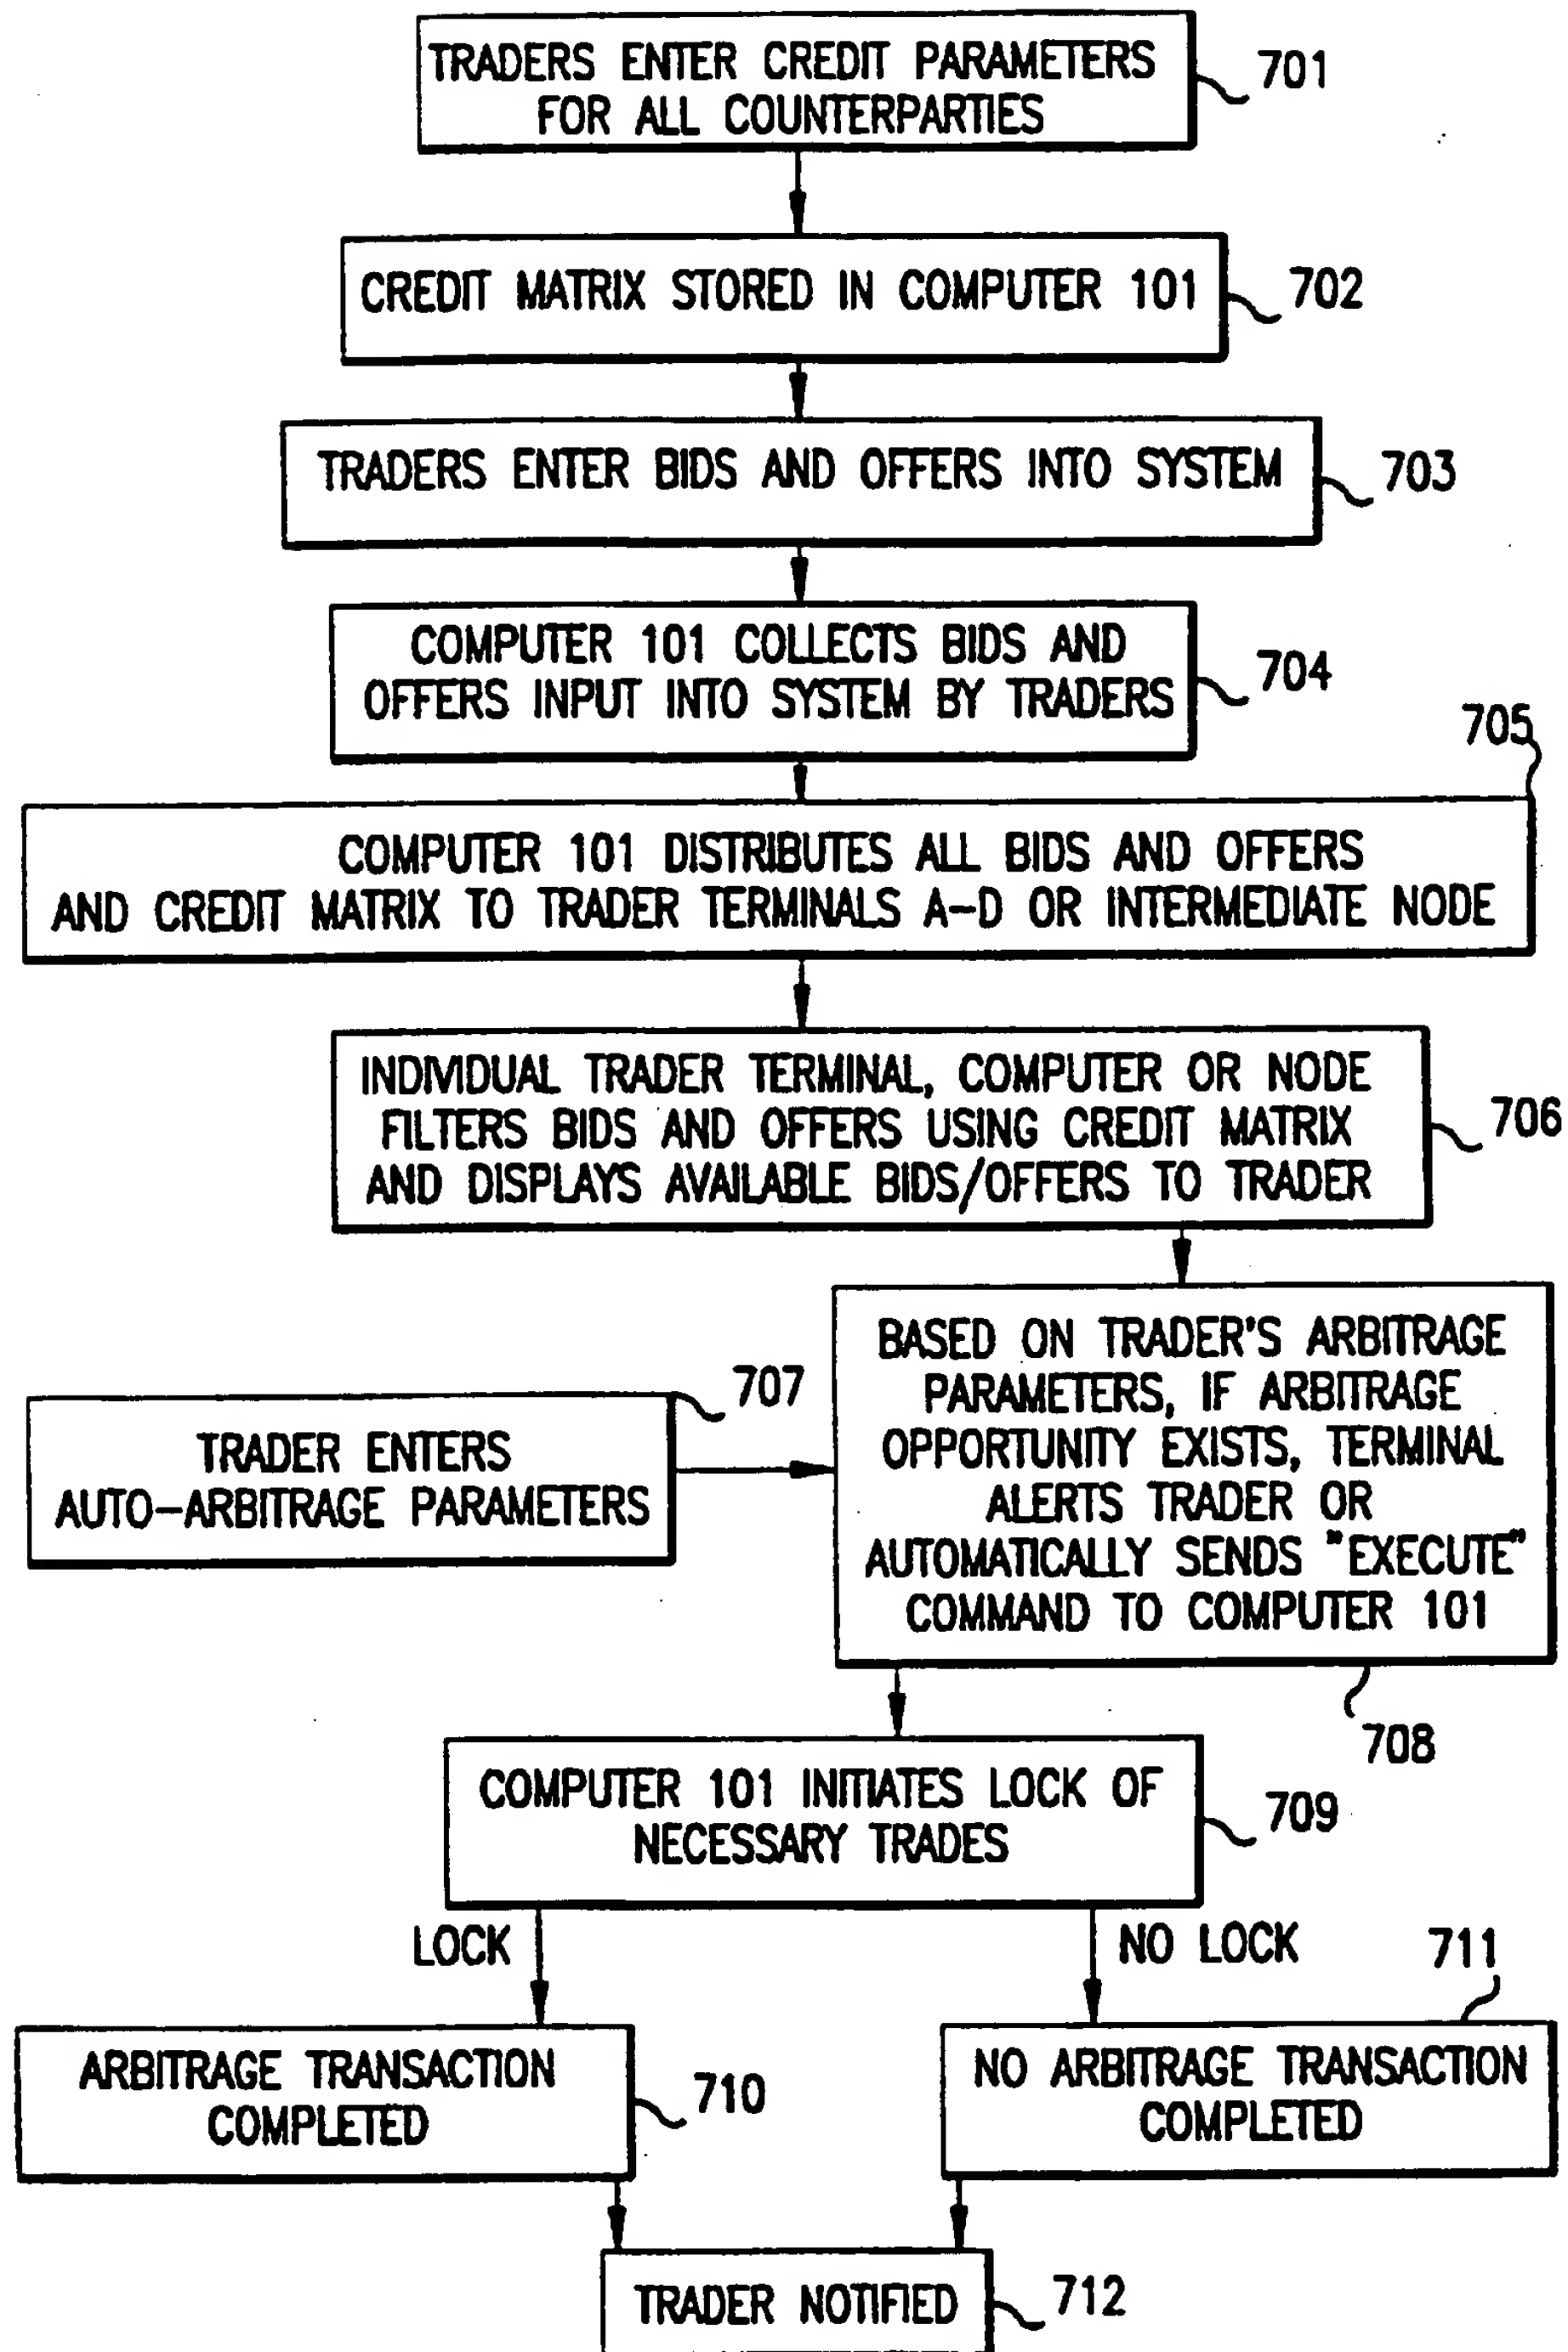 TRADERS ENTER CREDIT PARAMETERS
FOR ALL COUNTERPARTIES
701
CREDIT MATRIX STORED IN COMPUTER 101
702
TRADERS ENTER BIDS AND OFFERS INTO SYSTEM
703
COMPUTER 101 COLLECTS BIDS AND
OFFERS INPUT INTO SYSTEM BY TRADERS
704
705
COMPUTER 101 DISTRIBUTES ALL BIDS AND OFFERS
AND CREDIT MATRIX TO TRADER TERMINALS A-D OR INTERMEDIATE NODE
INDIVIDUAL TRADER TERMINAL, COMPUTER OR NODE
FILTERS BIDS AND OFFERS USING CREDIT MATRIX
AND DISPLAYS AVAILABLE BIDS/OFFERS TO TRADER
706
707
TRADER ENTERS
AUTO-ARBITRAGE PARAMETERS
BASED ON TRADER'S ARBITRAGE
PARAMETERS, IF ARBITRAGE
OPPORTUNITY EXISTS, TERMINAL
ALERTS TRADER OR
AUTOMATICALLY SENDS "EXECUTE"
COMMAND TO COMPUTER 101
708
COMPUTER 101 INITIATES LOCK OF
NECESSARY TRADES
709
LOCK
NO LOCK
711
ARBITRAGE TRANSACTION
COMPLETED
710
NO ARBITRAGE TRANSACTION
COMPLETED
TRADER NOTIFIED
712